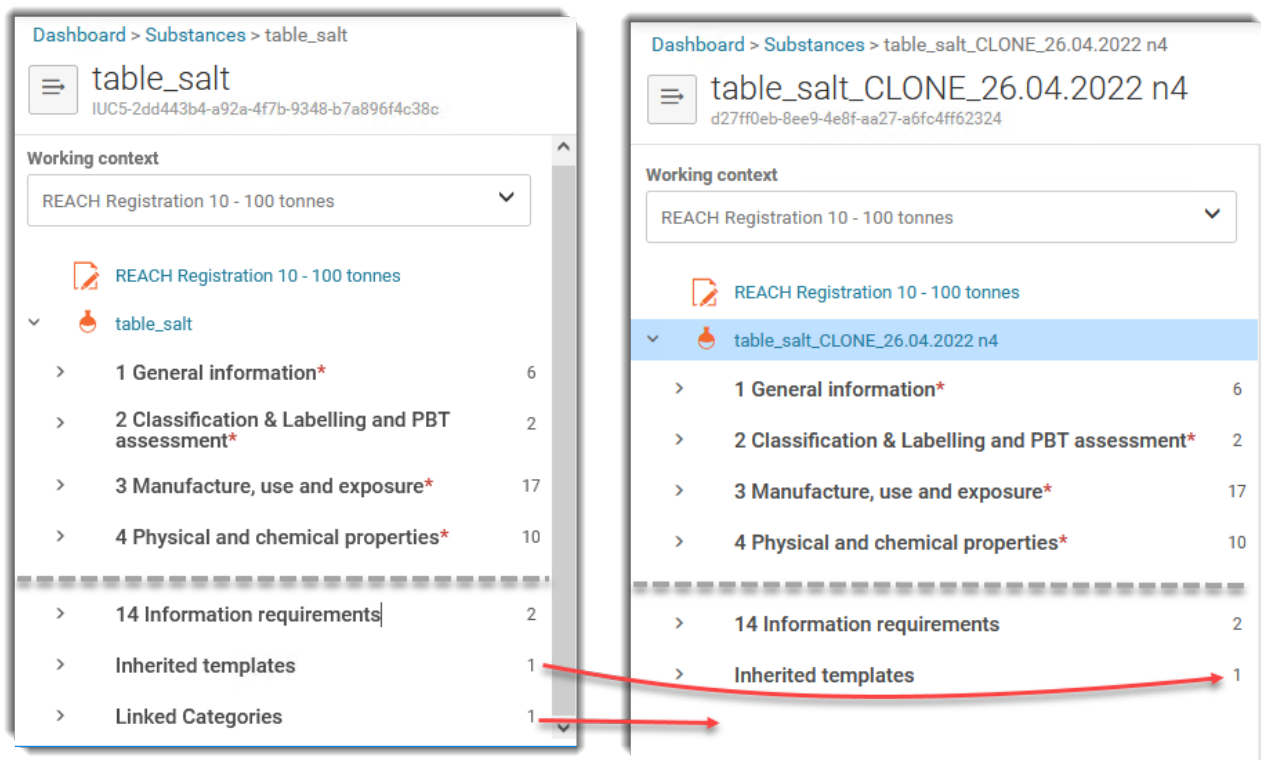 Dashboard > Substances > table_salt
table_salt
IUC5-2dd443b4-a92a-4f7b-9348-b7a896f4c38c
Working context
REACH Registration 10 - 100 tonnes
REACH Registration 10 - 100 tonnes
table_salt
1 General information* 6
2 Classification & Labelling and PBT
assessment* 2
3 Manufacture, use and exposure* 17
4 Physical and chemical properties* 10
14 Information requirements 2
Inherited templates 1
Linked Categories 1
Dashboard > Substances > table_salt_CLONE_26.04.2022 n4
table_salt_CLONE_26.04.2022 n4
d27ff0eb-8ee9-4e8f-aa27-a6fc4ff62324
Working context
REACH Registration 10 - 100 tonnes
REACH Registration 10 - 100 tonnes
table_salt_CLONE_26.04.2022 n4
1 General information* 6
2 Classification & Labelling and PBT assessment* 2
3 Manufacture, use and exposure* 17
4 Physical and chemical properties* 10
14 Information requirements 2
Inherited templates 1